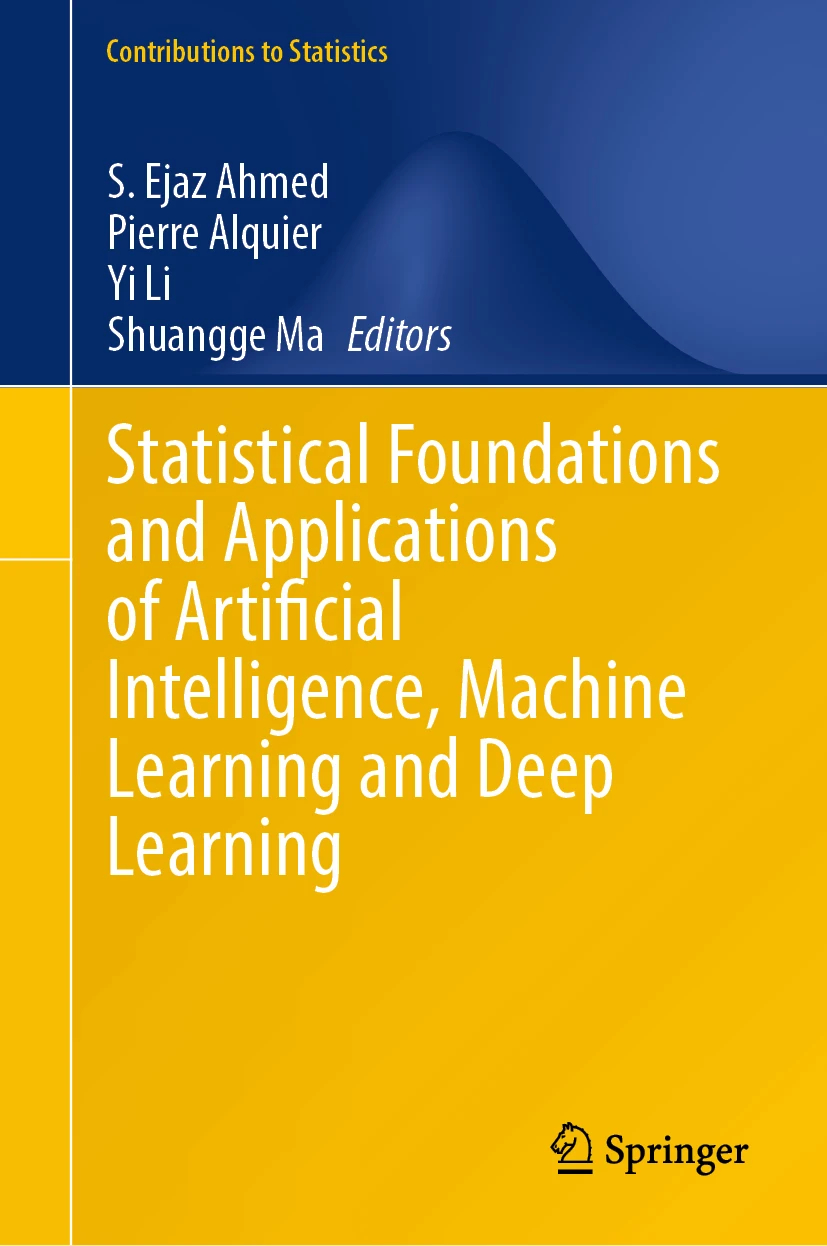 Contributions to Statistics
S. Ejaz Ahmed
Pierre Alquier
Yi Li
Shuangge Ma Editors
Statistical Foundations
and Applications
of Artificial
Intelligence, Machine
Learning and Deep
Learning
Springer